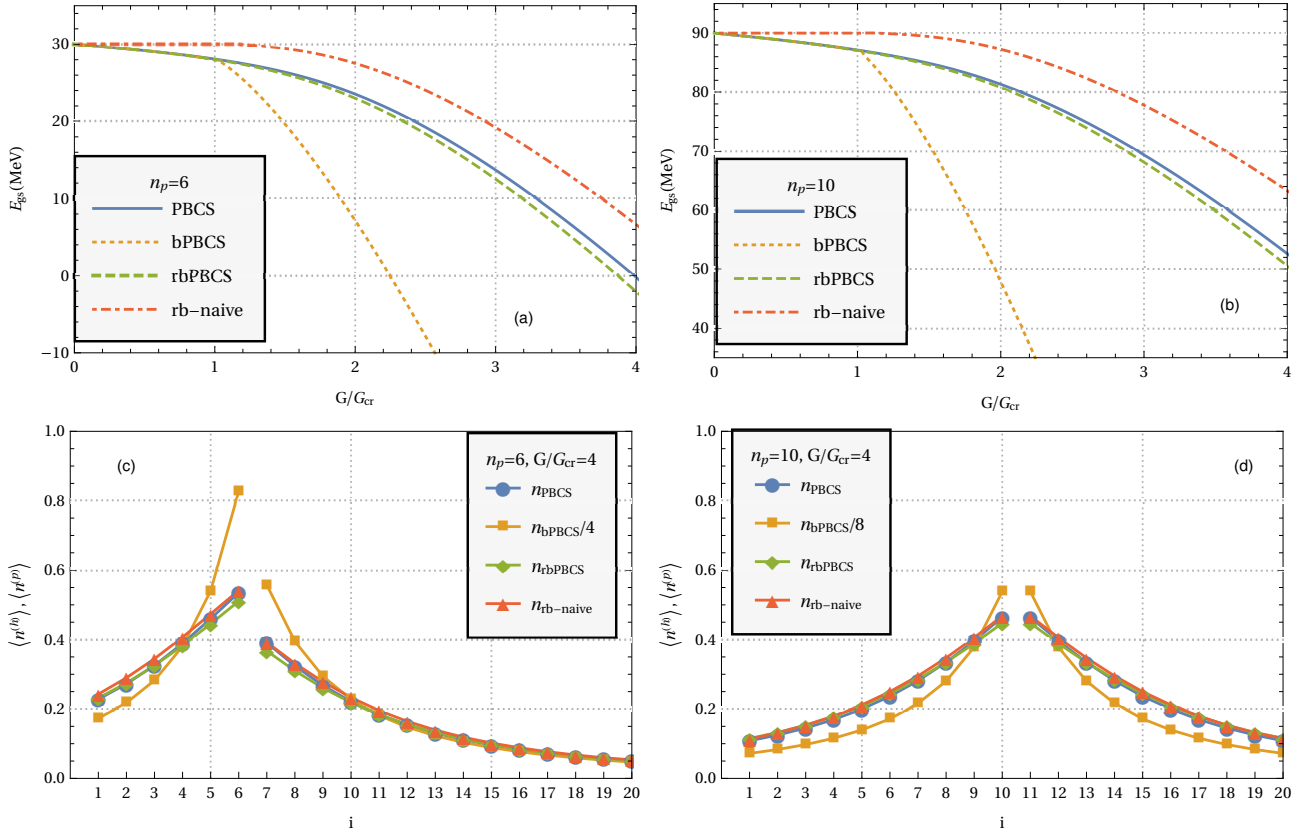 30
20
10
0
−10
E_gs (MeV)
n_p=6
PBCS
bPBCS
rbPBCS
rb−naive
(a)
0 1 2 3 4
G/G_cr
90
80
70
60
50
40
E_gs (MeV)
n_p=10
PBCS
bPBCS
rbPBCS
rb−naive
(b)
0 1 2 3 4
G/G_cr
1.0
0.8
0.6
0.4
0.2
0.0
⟨n^(h)⟩, ⟨n^(p)⟩
(c)
n_p=6, G/G_cr=4
n_PBCS
n_bPBCS/4
n_rbPBCS
n_rb−naive
1 2 3 4 5 6 7 8 9 10 11 12 13 14 15 16 17 18 19 20
i
1.0
0.8
0.6
0.4
0.2
0.0
⟨n^(h)⟩, ⟨n^(p)⟩
n_p=10, G/G_cr=4
n_PBCS
n_bPBCS/8
n_rbPBCS
n_rb−naive
(d)
1 2 3 4 5 6 7 8 9 10 11 12 13 14 15 16 17 18 19 20
i